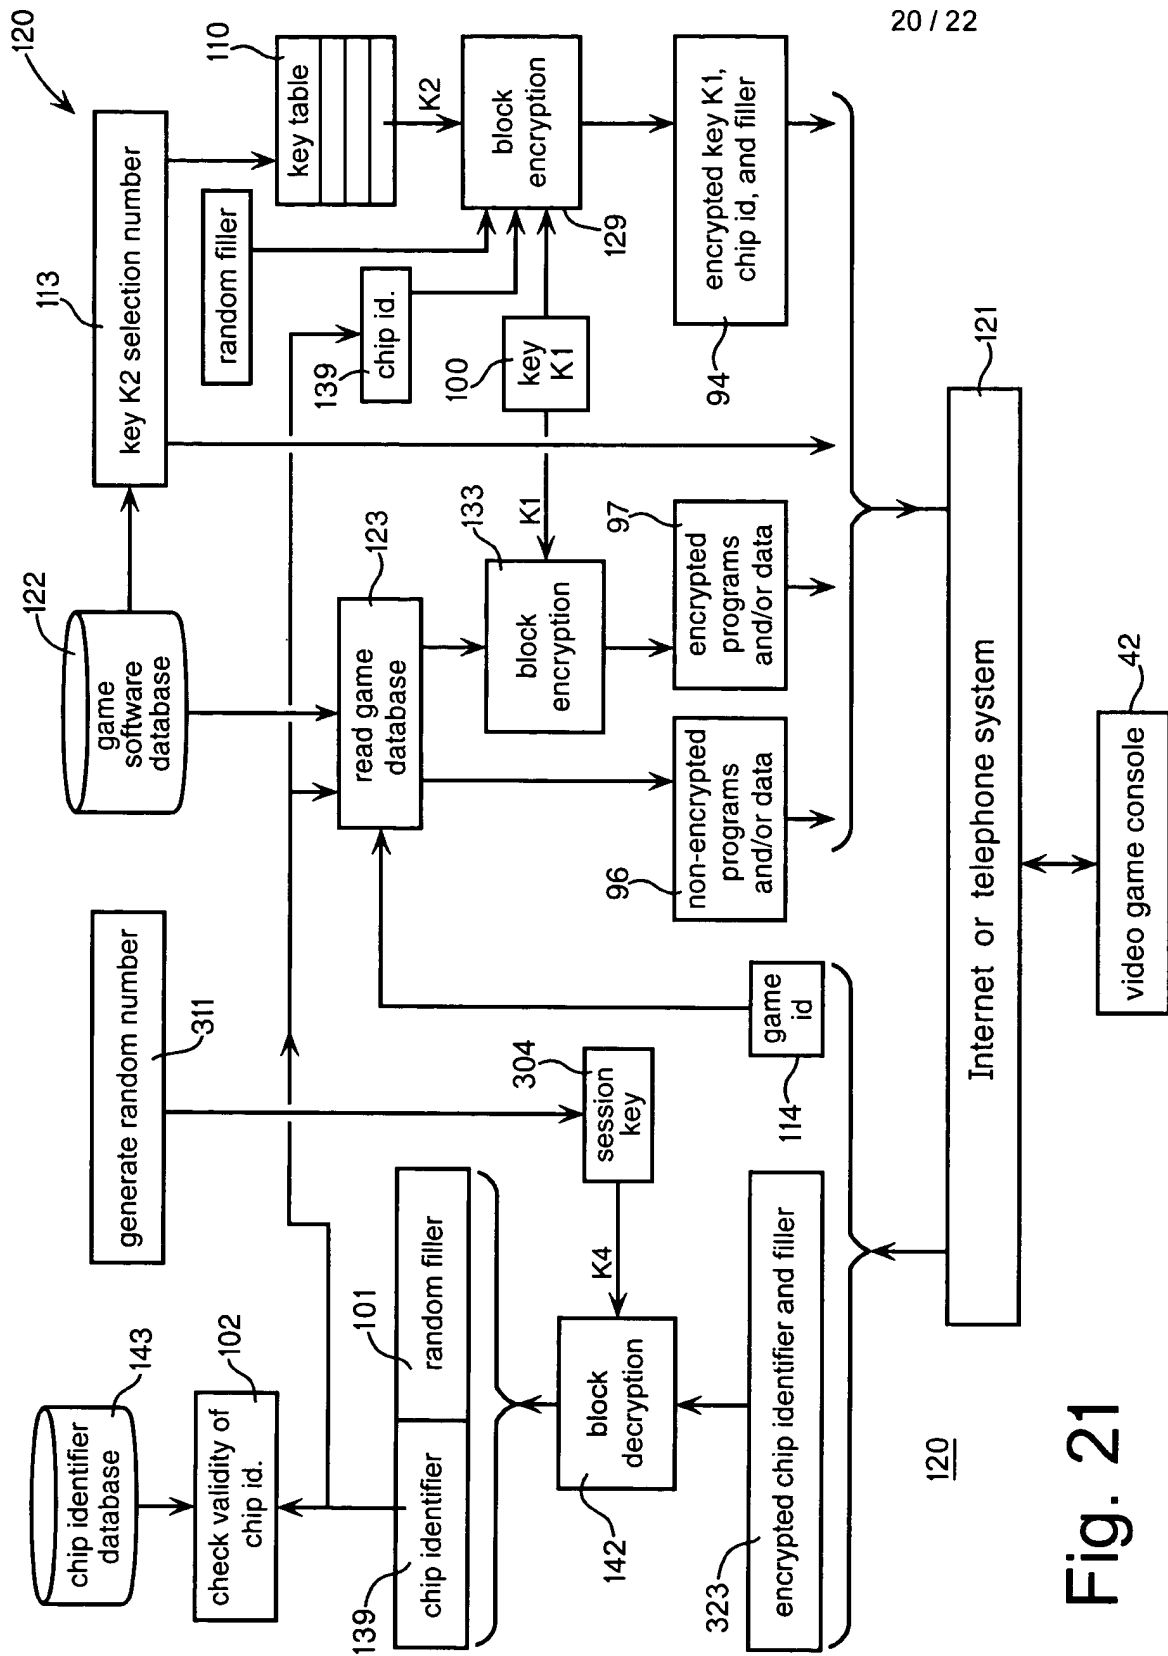 20 / 22
120
143
chip identifier
database
102
check validity of
chip id.
generate random number
311
122
game
software
database
113
key K2 selection number
random filler
key table
110
139
chip id.
K2
block
encryption
129
100
key
K1
K1
123
read game
database
133
block
encryption
139
chip identifier
random filler
101
304
session
key
K4
block
decryption
142
323
encrypted chip identifier and filler
game
id
114
96
non-encrypted
programs
and/or data
97
encrypted
programs
and/or data
94
encrypted key K1,
chip id, and filler
121
Internet or telephone system
42
video game console
120
Fig. 21